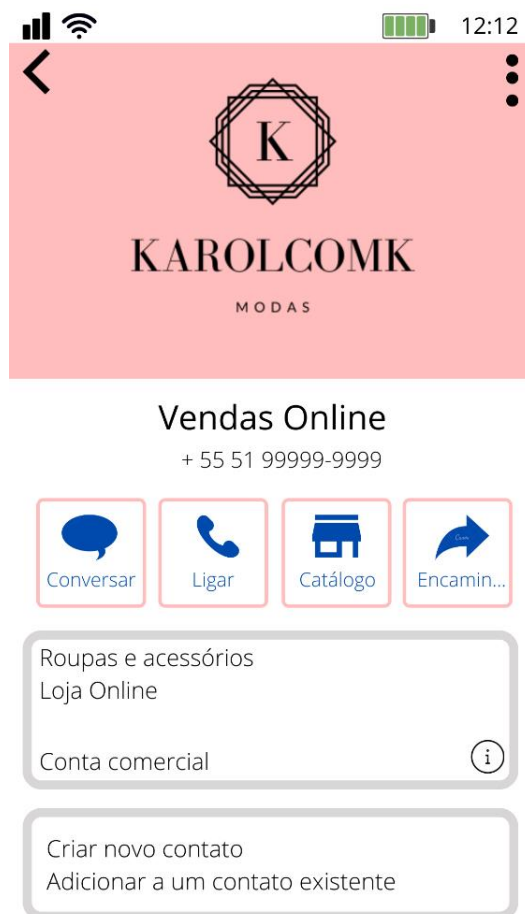 12:12
K
KAROLCOMK
MODAS
Vendas Online
+ 55 51 99999-9999
Conversar
Ligar
Catálogo
Encamin...
Roupas e acessórios
Loja Online
Conta comercial
i
Criar novo contato
Adicionar a um contato existente